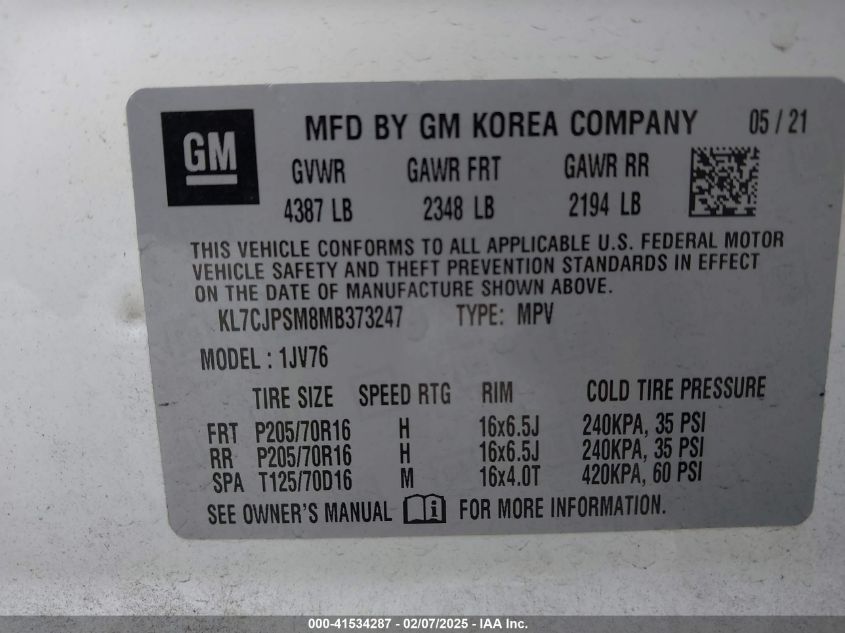 GM
MFD BY GM KOREA COMPANY 05 / 21
GVWR GAWR FRT GAWR RR
4387 LB 2348 LB 2194 LB
THIS VEHICLE CONFORMS TO ALL APPLICABLE U.S. FEDERAL MOTOR
VEHICLE SAFETY AND THEFT PREVENTION STANDARDS IN EFFECT
ON THE DATE OF MANUFACTURE SHOWN ABOVE.
KL7CJPSM8MB373247 TYPE: MPV
MODEL : 1JV76
TIRE SIZE SPEED RTG RIM COLD TIRE PRESSURE
FRT P205/70R16 H 16x6.5J 240KPA, 35 PSI
RR P205/70R16 H 16x6.5J 240KPA, 35 PSI
SPA T125/70D16 M 16x4.0T 420KPA, 60 PSI
SEE OWNER'S MANUAL i FOR MORE INFORMATION.
000-41534287 - 02/07/2025 - IAA Inc.